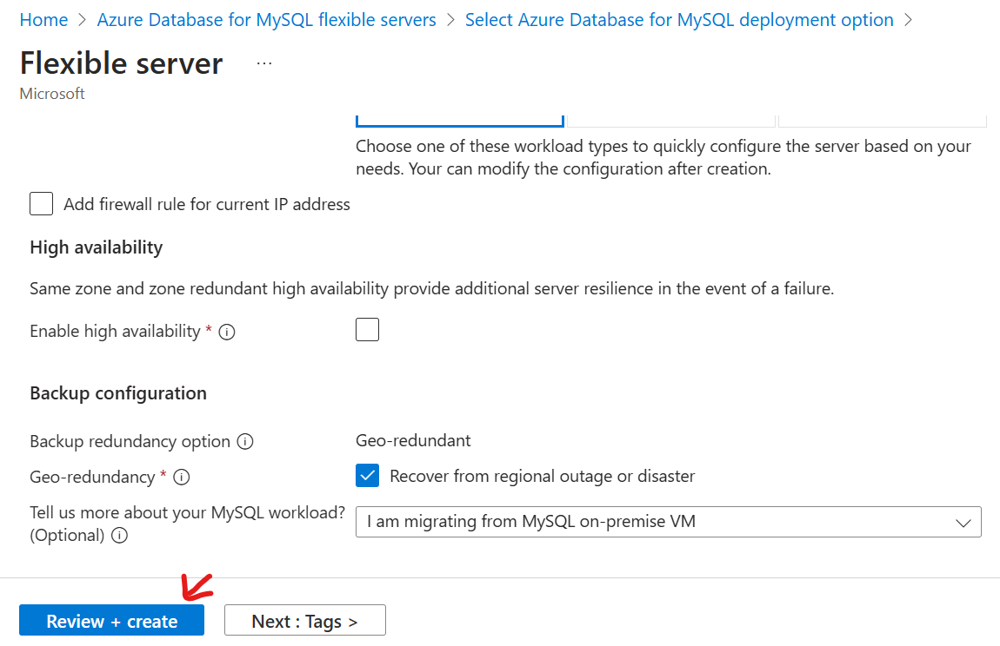 Home > Azure Database for MySQL flexible servers > Select Azure Database for MySQL deployment option >
Flexible server ...
Microsoft
Choose one of these workload types to quickly configure the server based on your
needs. Your can modify the configuration after creation.
Add firewall rule for current IP address
High availability
Same zone and zone redundant high availability provide additional server resilience in the event of a failure.
Enable high availability *
Backup configuration
Backup redundancy option
Geo-redundant
Geo-redundancy *
Recover from regional outage or disaster
Tell us more about your MySQL workload?
(Optional)
I am migrating from MySQL on-premise VM
Review + create
Next : Tags >